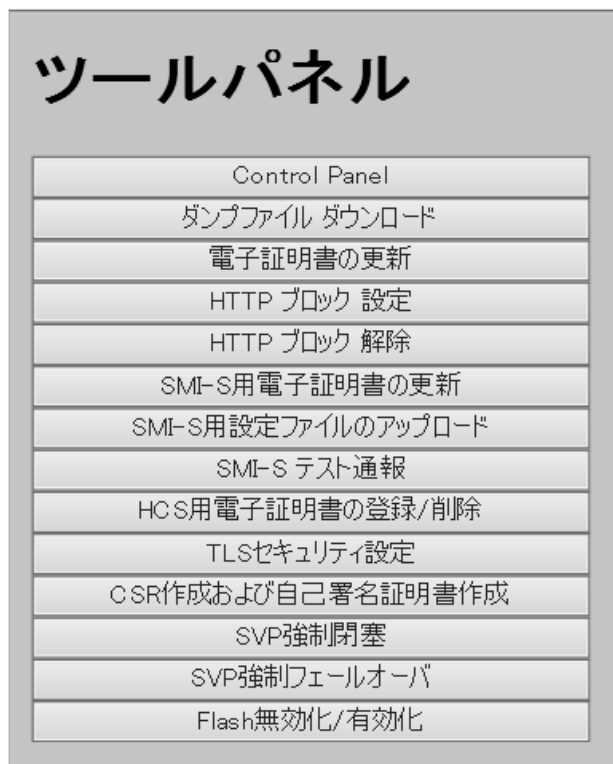 ツールパネル
Control Panel
ダンプファイル ダウンロード
電子証明書の更新
HTTP ブロック 設定
HTTP ブロック 解除
SMI-S用電子証明書の更新
SMI-S用設定ファイルのアップロード
SMI-S テスト通報
HCS用電子証明書の登録/削除
TLSセキュリティ設定
CSR作成および自己署名証明書作成
SVP強制閉塞
SVP強制フェールオーバ
Flash無効化/有効化